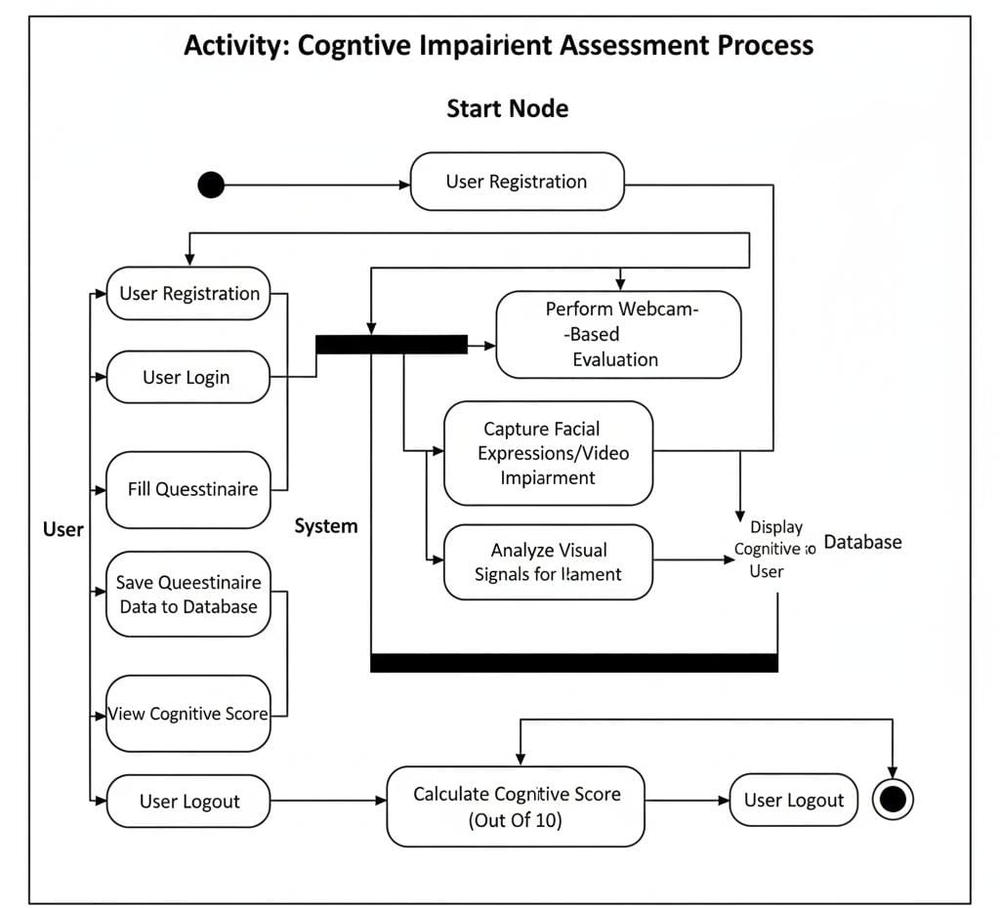 Activity: Cogntive Impairient Assessment Process
Start Node
User Registration
User Registration
Perform Webcam-
-Based
Evaluation
User Login
Capture Facial
Expressions/Video
Impiarment
Fill Quesstinaire
User
System
Display
Cognitive
User
Database
Analyze Visual
Signals for
Save Queestinaire
Data to Database
View Cognitive Score
User Logout
Calculate Cognitive Score
(Out Of 10)
User Logout